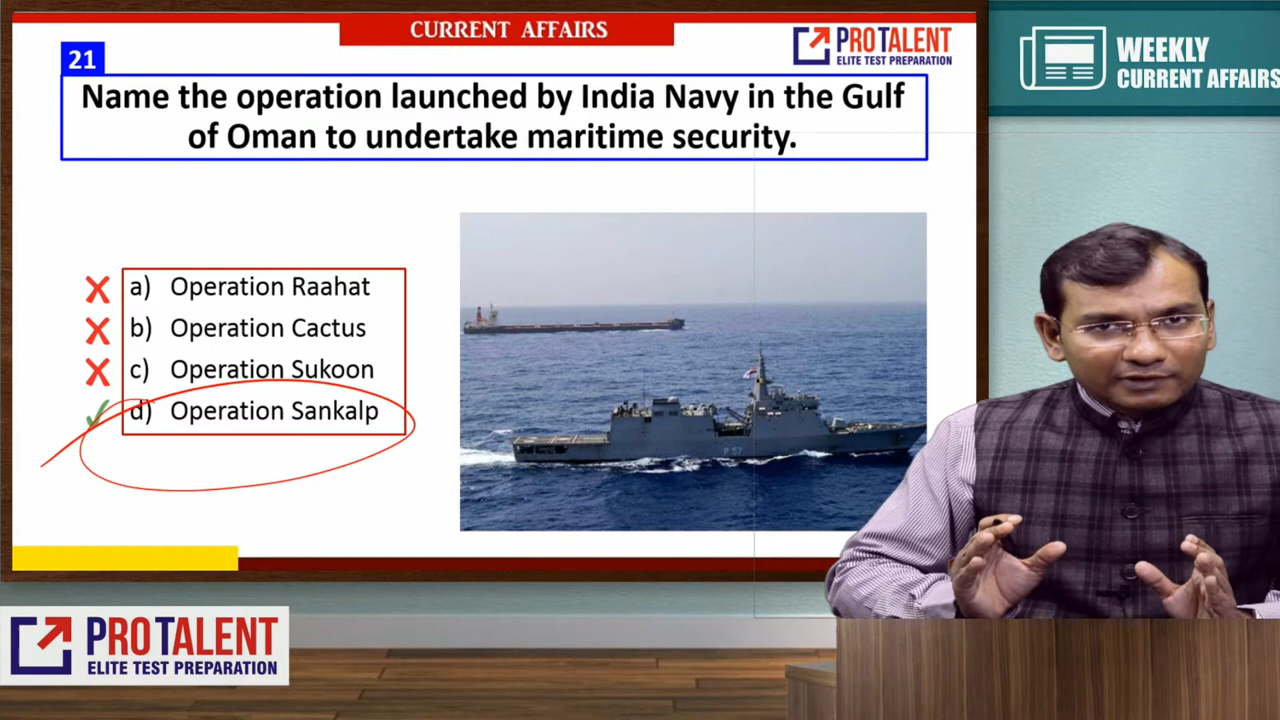 CURRENT AFFAIRS
PROTALENT
ELITE TEST PREPARATION
WEEKLY
CURRENT AFFAIRS
21
Name the operation launched by India Navy in the Gulf
of Oman to undertake maritime security.
a) Operation Raahat
b) Operation Cactus
c) Operation Sukoon
d) Operation Sankalp
P 57
PROTALENT
ELITE TEST PREPARATION